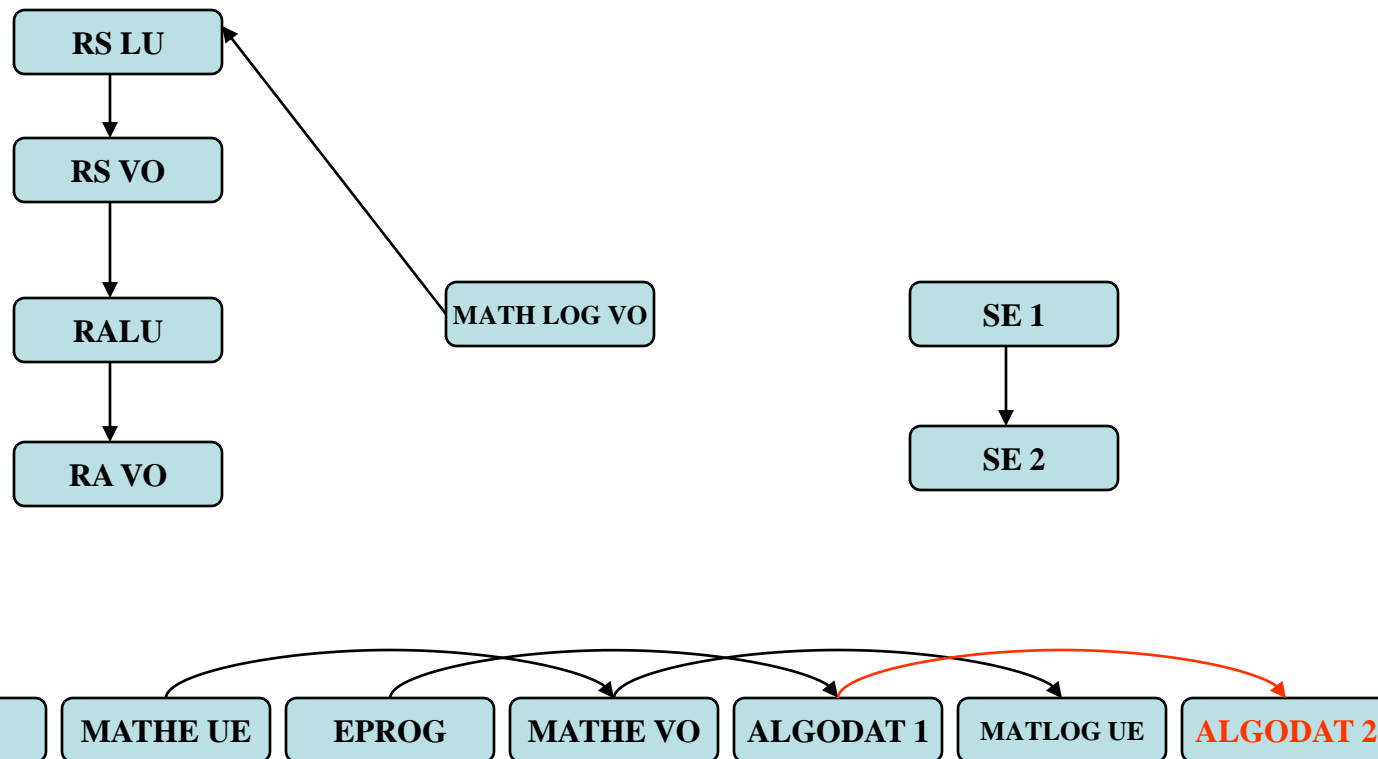 RS LU
RS VO
RALU
MATH LOG VO
SE 1
RA VO
SE 2
MATHE UE
EPROG
MATHE VO
ALGODAT 1
MATLOG UE
ALGODAT 2